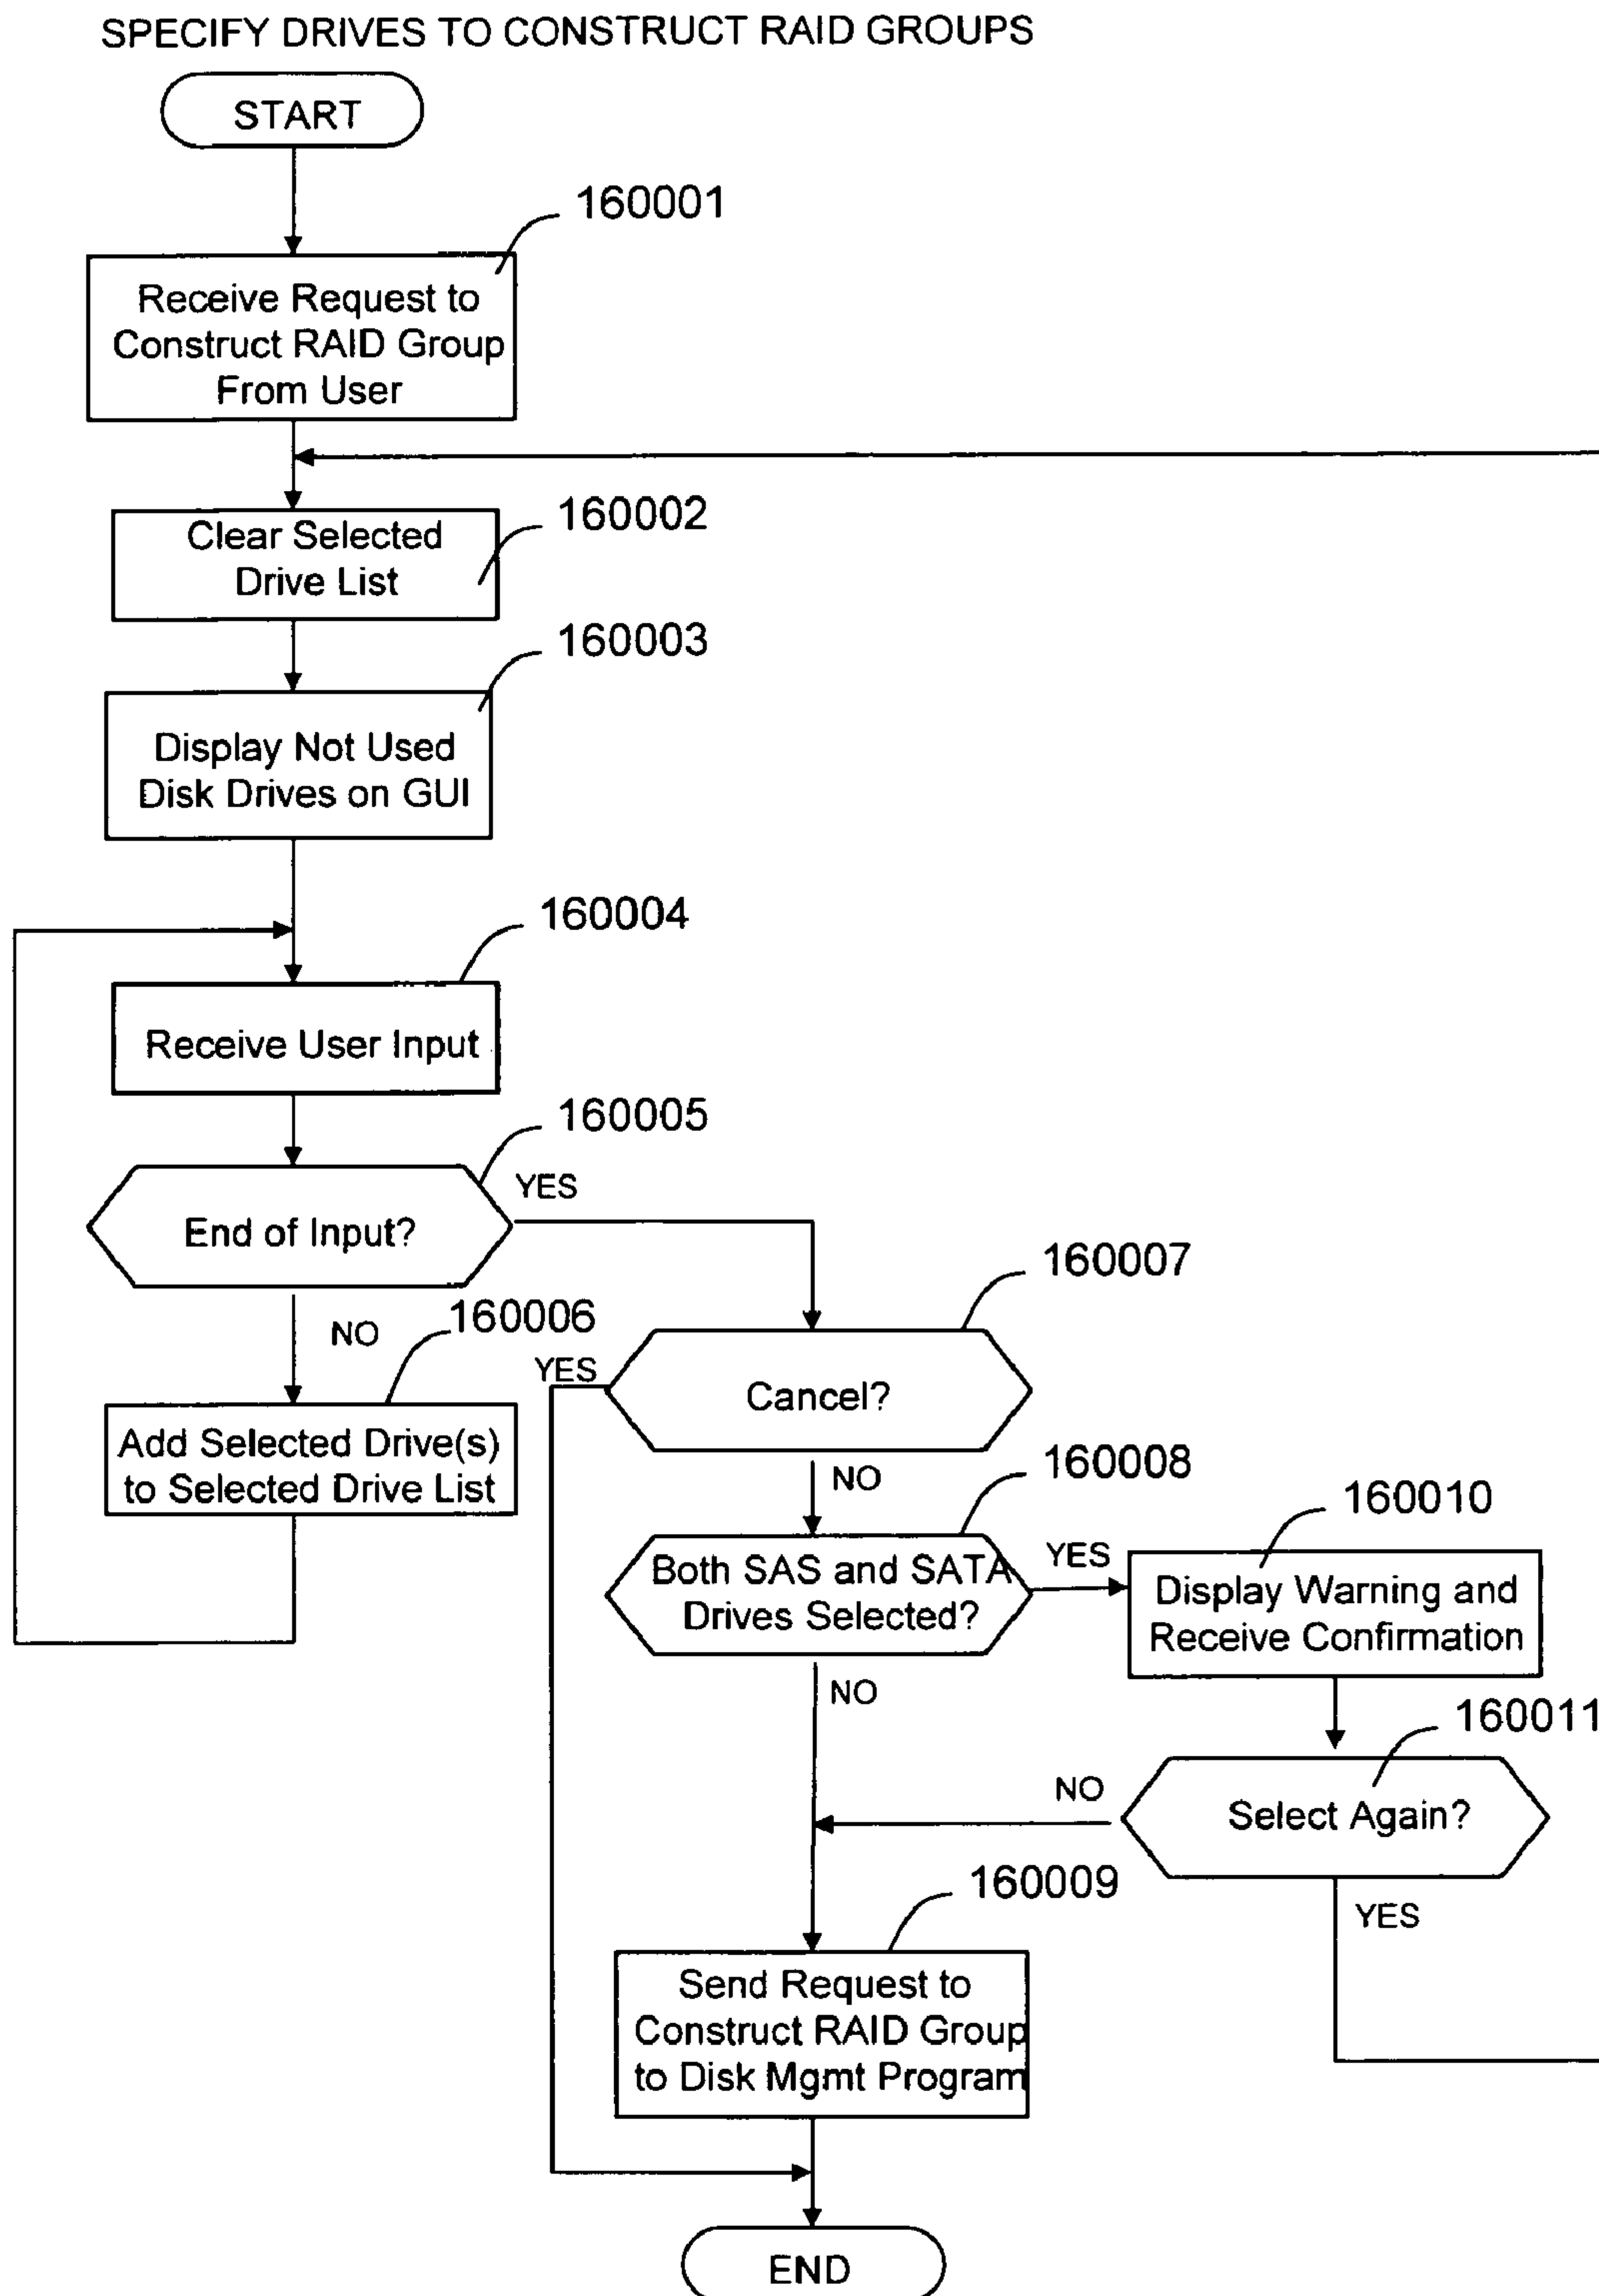 SPECIFY DRIVES TO CONSTRUCT RAID GROUPS
START
160001
Receive Request to
Construct RAID Group
From User
160002
Clear Selected
Drive List
160003
Display Not Used
Disk Drives on GUI
160004
Receive User Input
160005
End of Input?
YES
NO
160006
Add Selected Drive(s)
to Selected Drive List
160007
Cancel?
YES
NO
160008
Both SAS and SATA
Drives Selected?
YES
NO
160010
Display Warning and
Receive Confirmation
160011
Select Again?
NO
YES
160009
Send Request to
Construct RAID Group
to Disk Mgmt Program
END